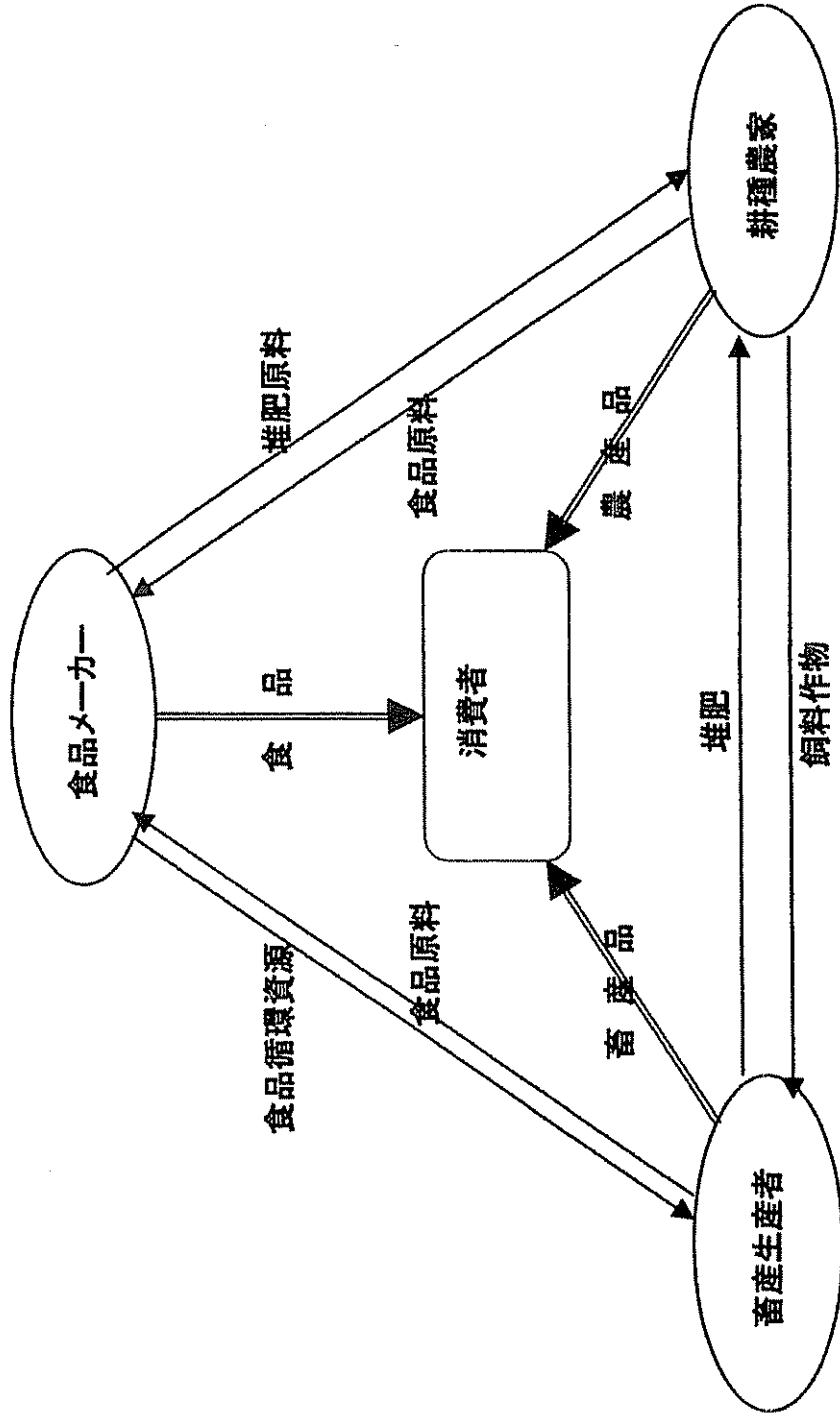 食品メーカー
食品循環資源
堆肥原料
食 品
食品原料
食品原料
消費者
畜 産 品
農 産 品
堆肥
畜産生産者
耕種農家
飼料作物